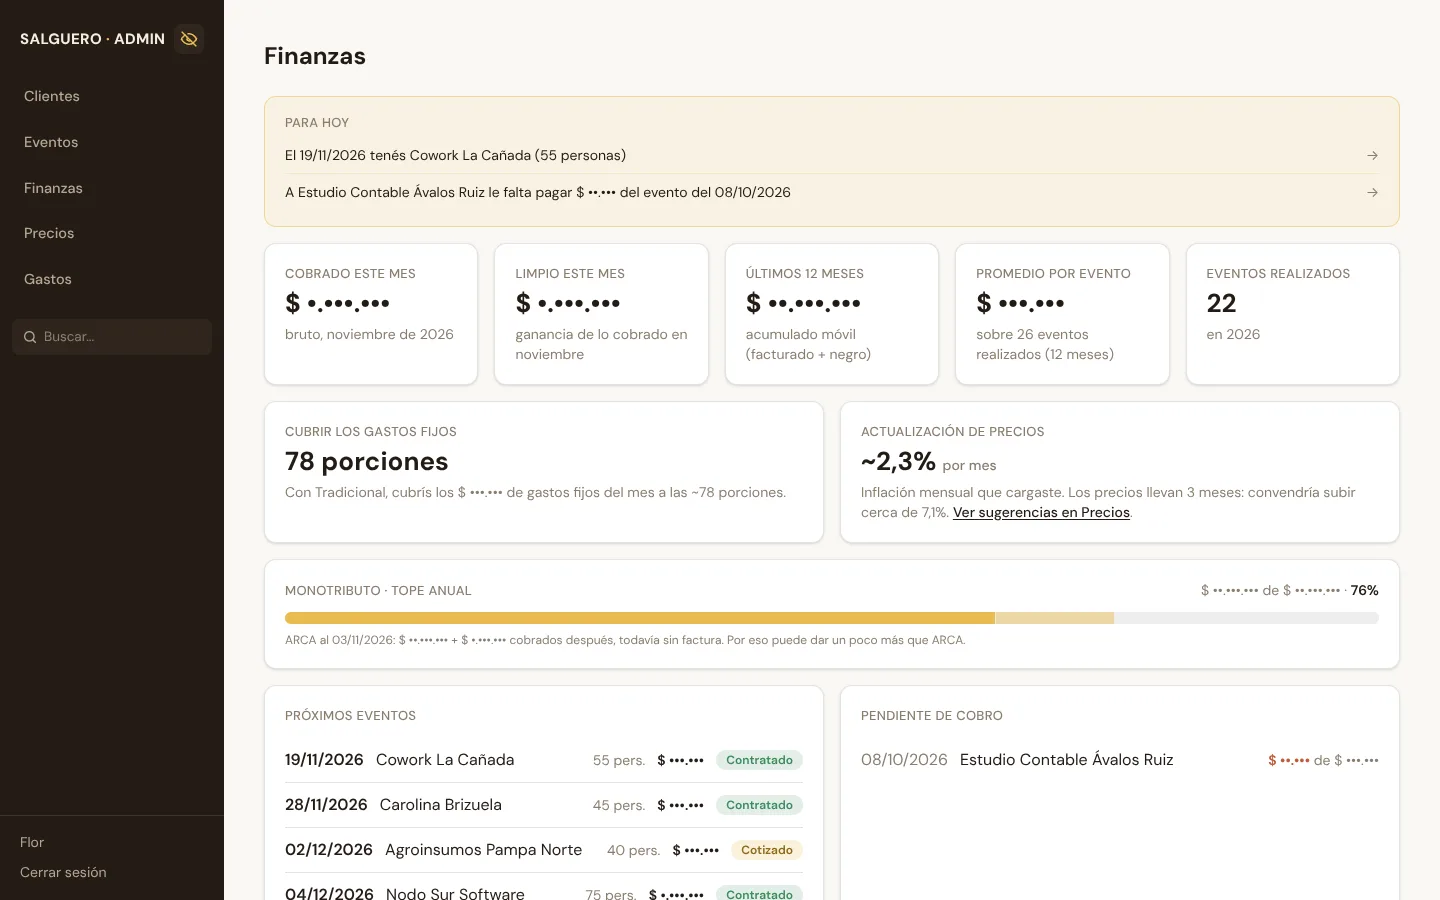 SALGUERO · ADMIN
Clientes
Eventos
Finanzas
Precios
Gastos
Buscar...
Flor
Cerrar sesión
Finanzas
PARA HOY
El 19/11/2026 tenés Cowork La Cañada (55 personas) →
A Estudio Contable Ávalos Ruiz le falta pagar $ ••.••• del evento del 08/10/2026 →
COBRADO ESTE MES
$ •.•••.•••
bruto, noviembre de 2026
LIMPIO ESTE MES
$ •.•••.•••
ganancia de lo cobrado en
noviembre
ÚLTIMOS 12 MESES
$ ••.•••.•••
acumulado móvil
(facturado + negro)
PROMEDIO POR EVENTO
$ •••.•••
sobre 26 eventos
realizados (12 meses)
EVENTOS REALIZADOS
22
en 2026
CUBRIR LOS GASTOS FIJOS
78 porciones
Con Tradicional, cubrís los $ •••.••• de gastos fijos del mes a las ~78 porciones.
ACTUALIZACIÓN DE PRECIOS
~2,3% por mes
Inflación mensual que cargaste. Los precios llevan 3 meses: convendría subir
cerca de 7,1%. Ver sugerencias en Precios.
MONOTRIBUTO · TOPE ANUAL
$ ••.•••.••• de $ ••.•••.••• · 76%
ARCA al 03/11/2026: $ ••.•••.••• + $ •.•••.••• cobrados después, todavía sin factura. Por eso puede dar un poco más que ARCA.
PRÓXIMOS EVENTOS
19/11/2026 Cowork La Cañada 55 pers. $ •••.••• Contratado
28/11/2026 Carolina Brizuela 45 pers. $ •••.••• Contratado
02/12/2026 Agroinsumos Pampa Norte 40 pers. $ •••.••• Cotizado
04/12/2026 Nodo Sur Software 75 pers. $ •.•••.••• Contratado
PENDIENTE DE COBRO
08/10/2026 Estudio Contable Ávalos Ruiz $ ••.••• de $ •••.•••